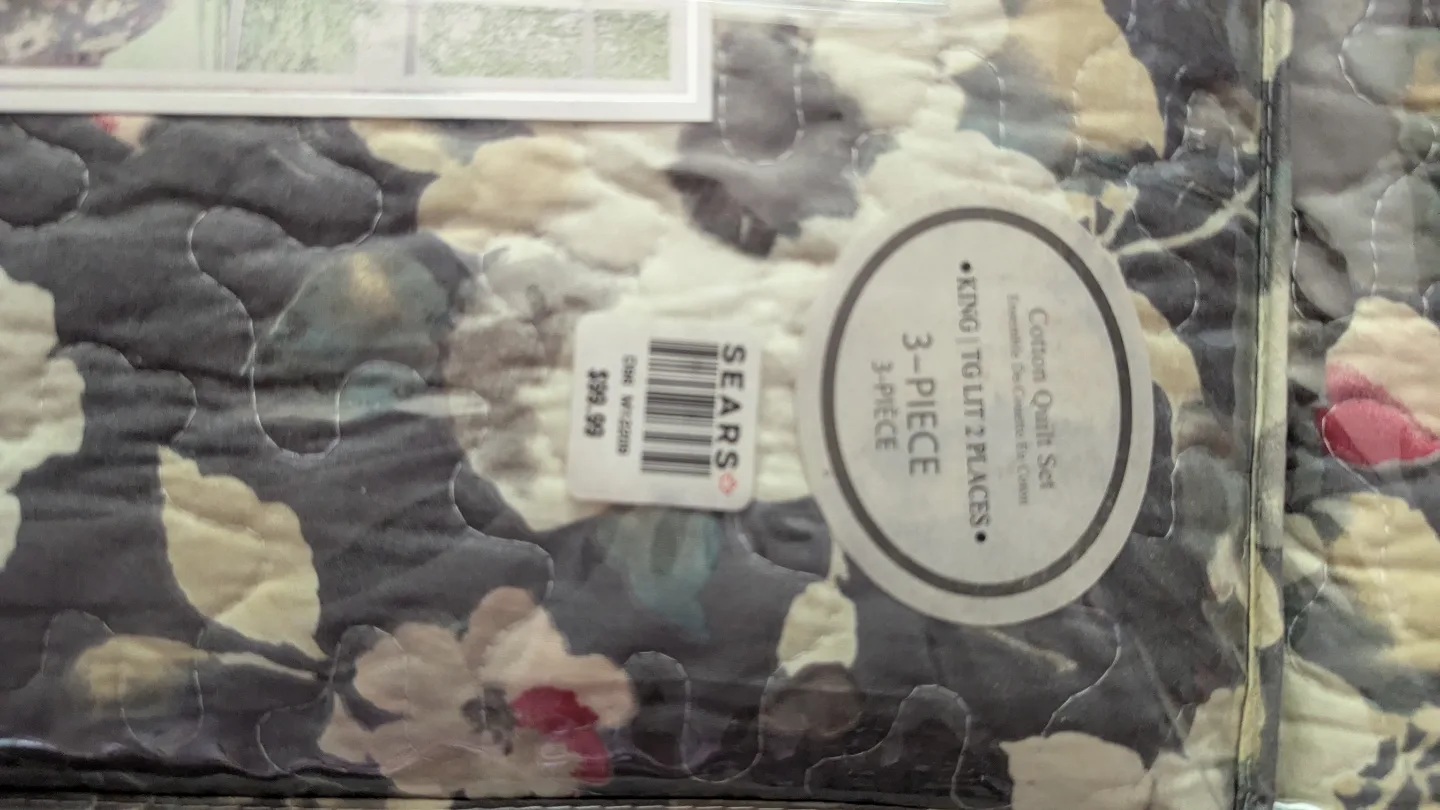 Cotton Quilt Set
Ensemble De Couette En Coton
•KING | TG LIT 2 PLACES•
3-PIECE
3-PIÈCE
SEARS
$99.99